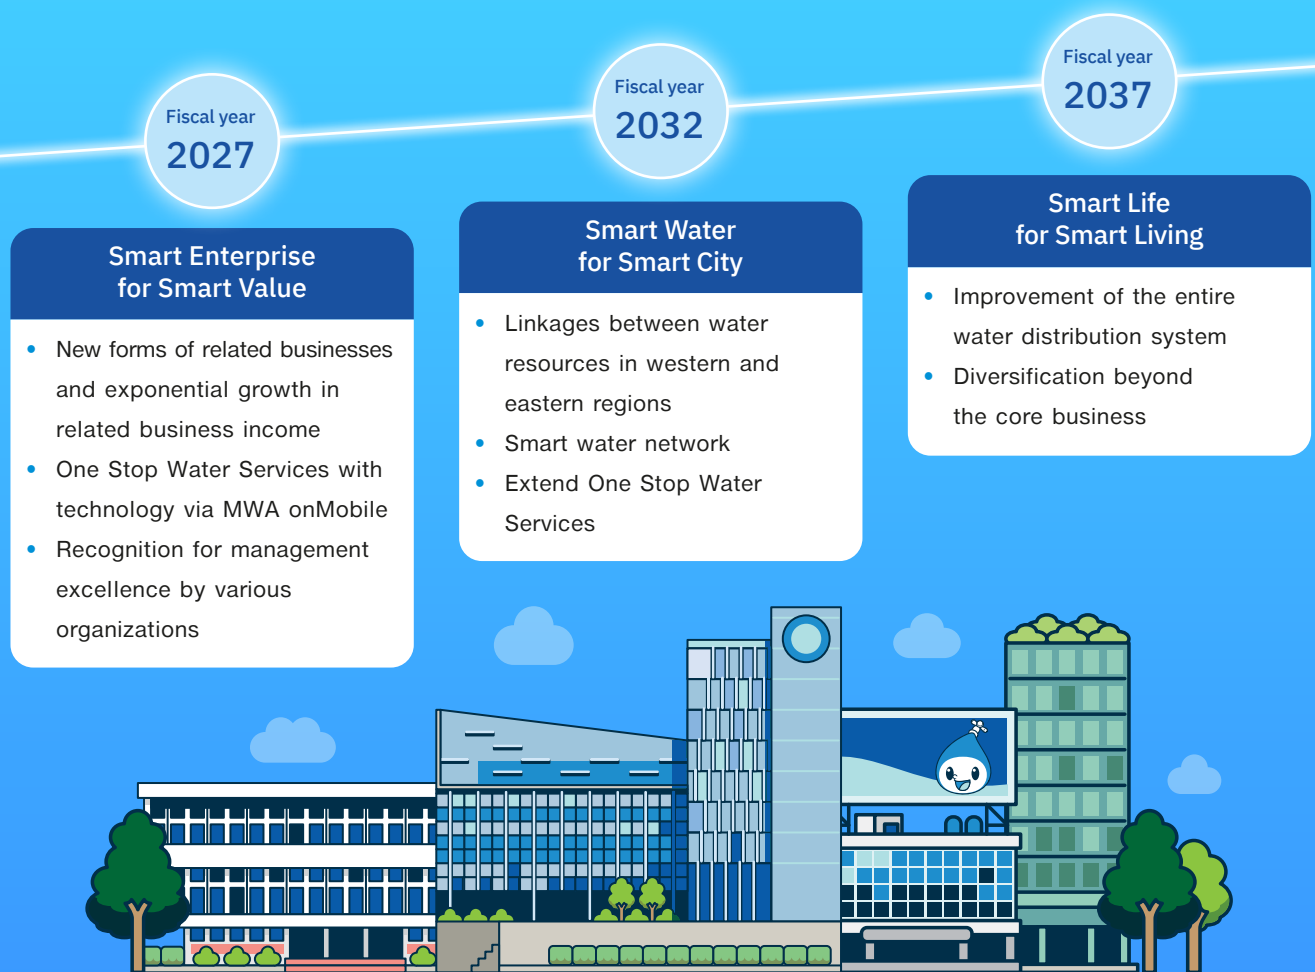 Fiscal year
2027
Smart Enterprise
for Smart Value
• New forms of related businesses
and exponential growth in
related business income
• One Stop Water Services with
technology via MWA onMobile
• Recognition for management
excellence by various
organizations
Fiscal year
2032
Smart Water
for Smart City
• Linkages between water
resources in western and
eastern regions
• Smart water network
• Extend One Stop Water
Services
Fiscal year
2037
Smart Life
for Smart Living
• Improvement of the entire
water distribution system
• Diversification beyond
the core business